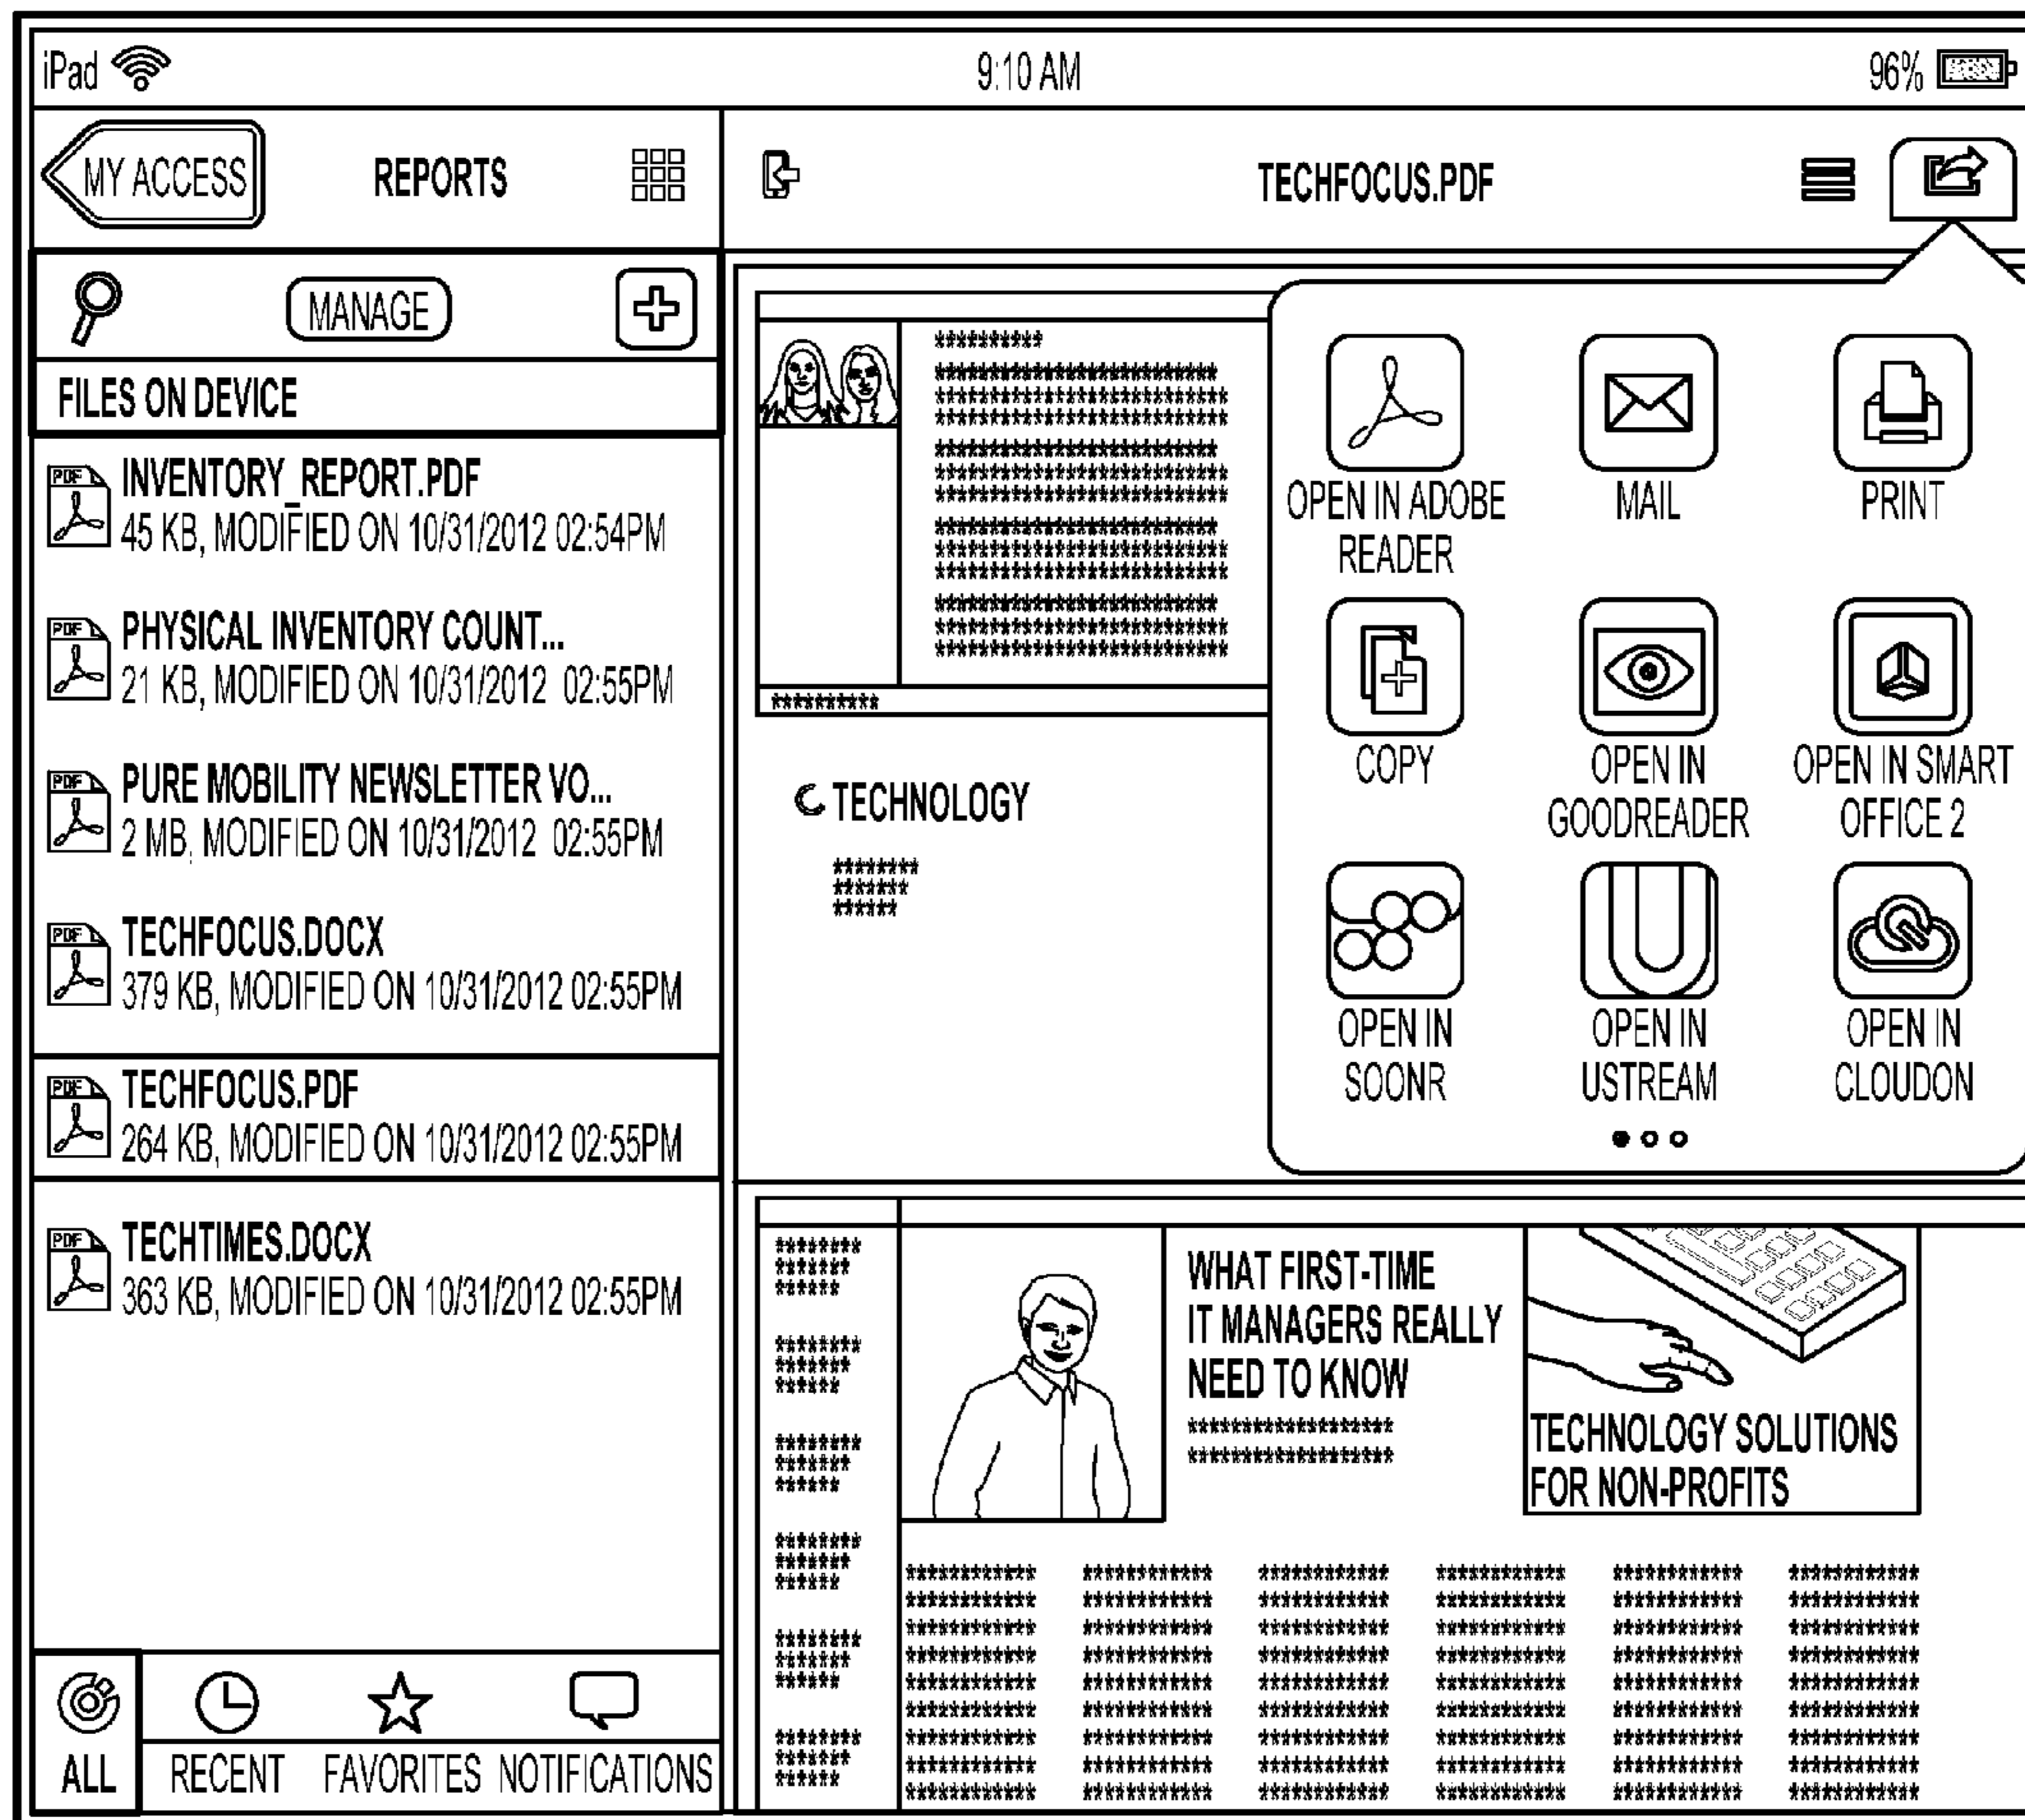 iPad 9:10 AM 96%
MY ACCESS REPORTS TECHFOCUS.PDF
MANAGE
FILES ON DEVICE
PDF INVENTORY_REPORT.PDF
45 KB, MODIFIED ON 10/31/2012 02:54PM
PDF PHYSICAL INVENTORY COUNT...
21 KB, MODIFIED ON 10/31/2012 02:55PM
PDF PURE MOBILITY NEWSLETTER VO...
2 MB, MODIFIED ON 10/31/2012 02:55PM
PDF TECHFOCUS.DOCX
379 KB, MODIFIED ON 10/31/2012 02:55PM
PDF TECHFOCUS.PDF
264 KB, MODIFIED ON 10/31/2012 02:55PM
PDF TECHTIMES.DOCX
363 KB, MODIFIED ON 10/31/2012 02:55PM
ALL RECENT FAVORITES NOTIFICATIONS
TECHNOLOGY
OPEN IN ADOBE
READER
MAIL
PRINT
COPY
OPEN IN
GOODREADER
OPEN IN SMART
OFFICE 2
OPEN IN
SOONR
OPEN IN
USTREAM
OPEN IN
CLOUDON
WHAT FIRST-TIME
IT MANAGERS REALLY
NEED TO KNOW
TECHNOLOGY SOLUTIONS
FOR NON-PROFITS